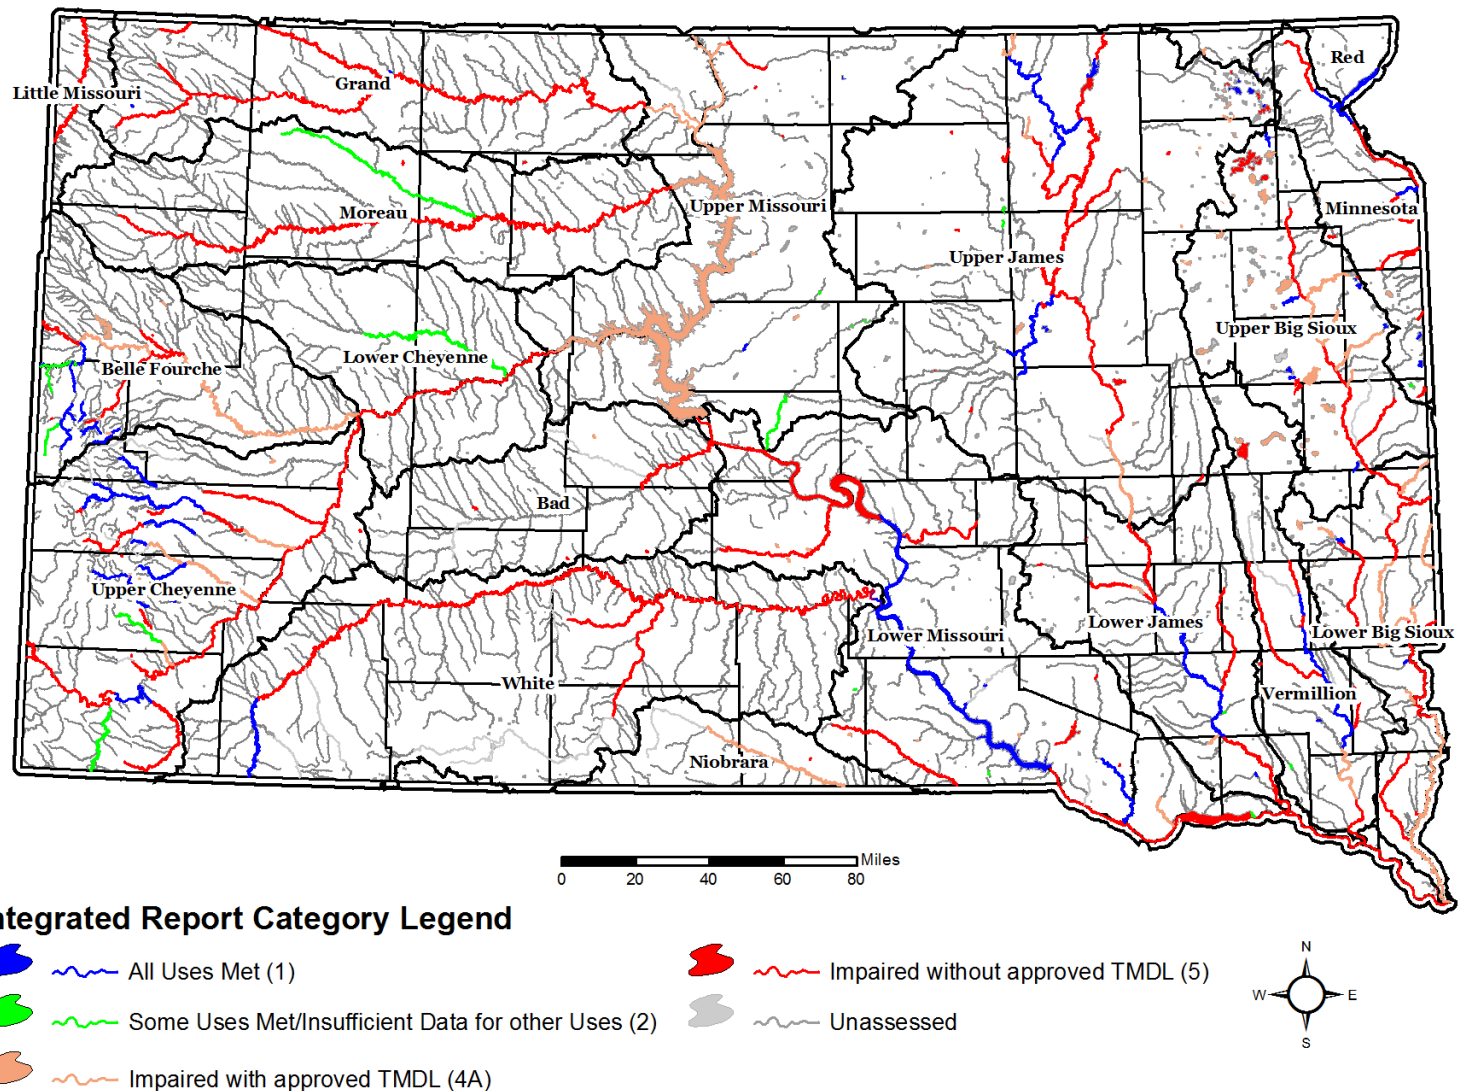 Red
Grand
Little Missouri
Upper Missouri
Minnesota
Moreau
Upper James
Upper Big Sioux
Lower Cheyenne
Belle Fourche
Bad
Upper Cheyenne
Lower James
Lower Big Sioux
Lower Missouri
White
Vermillion
Niobrara
Miles
0 20 40 60 80
ntegrated Report Category Legend
All Uses Met (1)
Some Uses Met/Insufficient Data for other Uses (2)
Impaired with approved TMDL (4A)
Impaired without approved TMDL (5)
Unassessed
N
W E
S